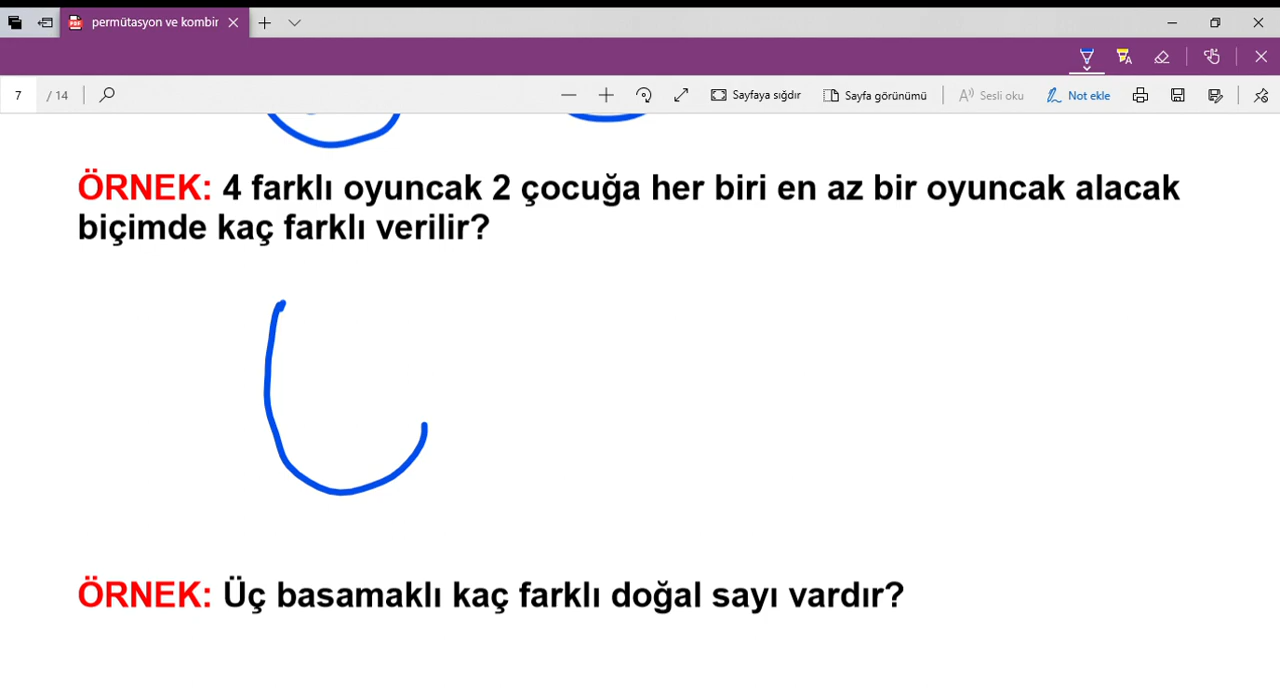 permütasyon ve kombir
7 / 14
Sayfaya sığdır
Sayfa görünümü
Sesli oku
Not ekle
ÖRNEK: 4 farklı oyuncak 2 çocuğa her biri en az bir oyuncak alacak
biçimde kaç farklı verilir?
ÖRNEK: Üç basamaklı kaç farklı doğal sayı vardır?